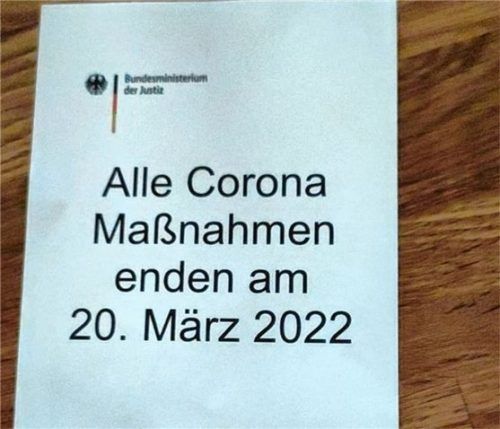 Bundesministerium
der Justiz
Alle Corona
Maßnahmen
enden am
20. März 2022